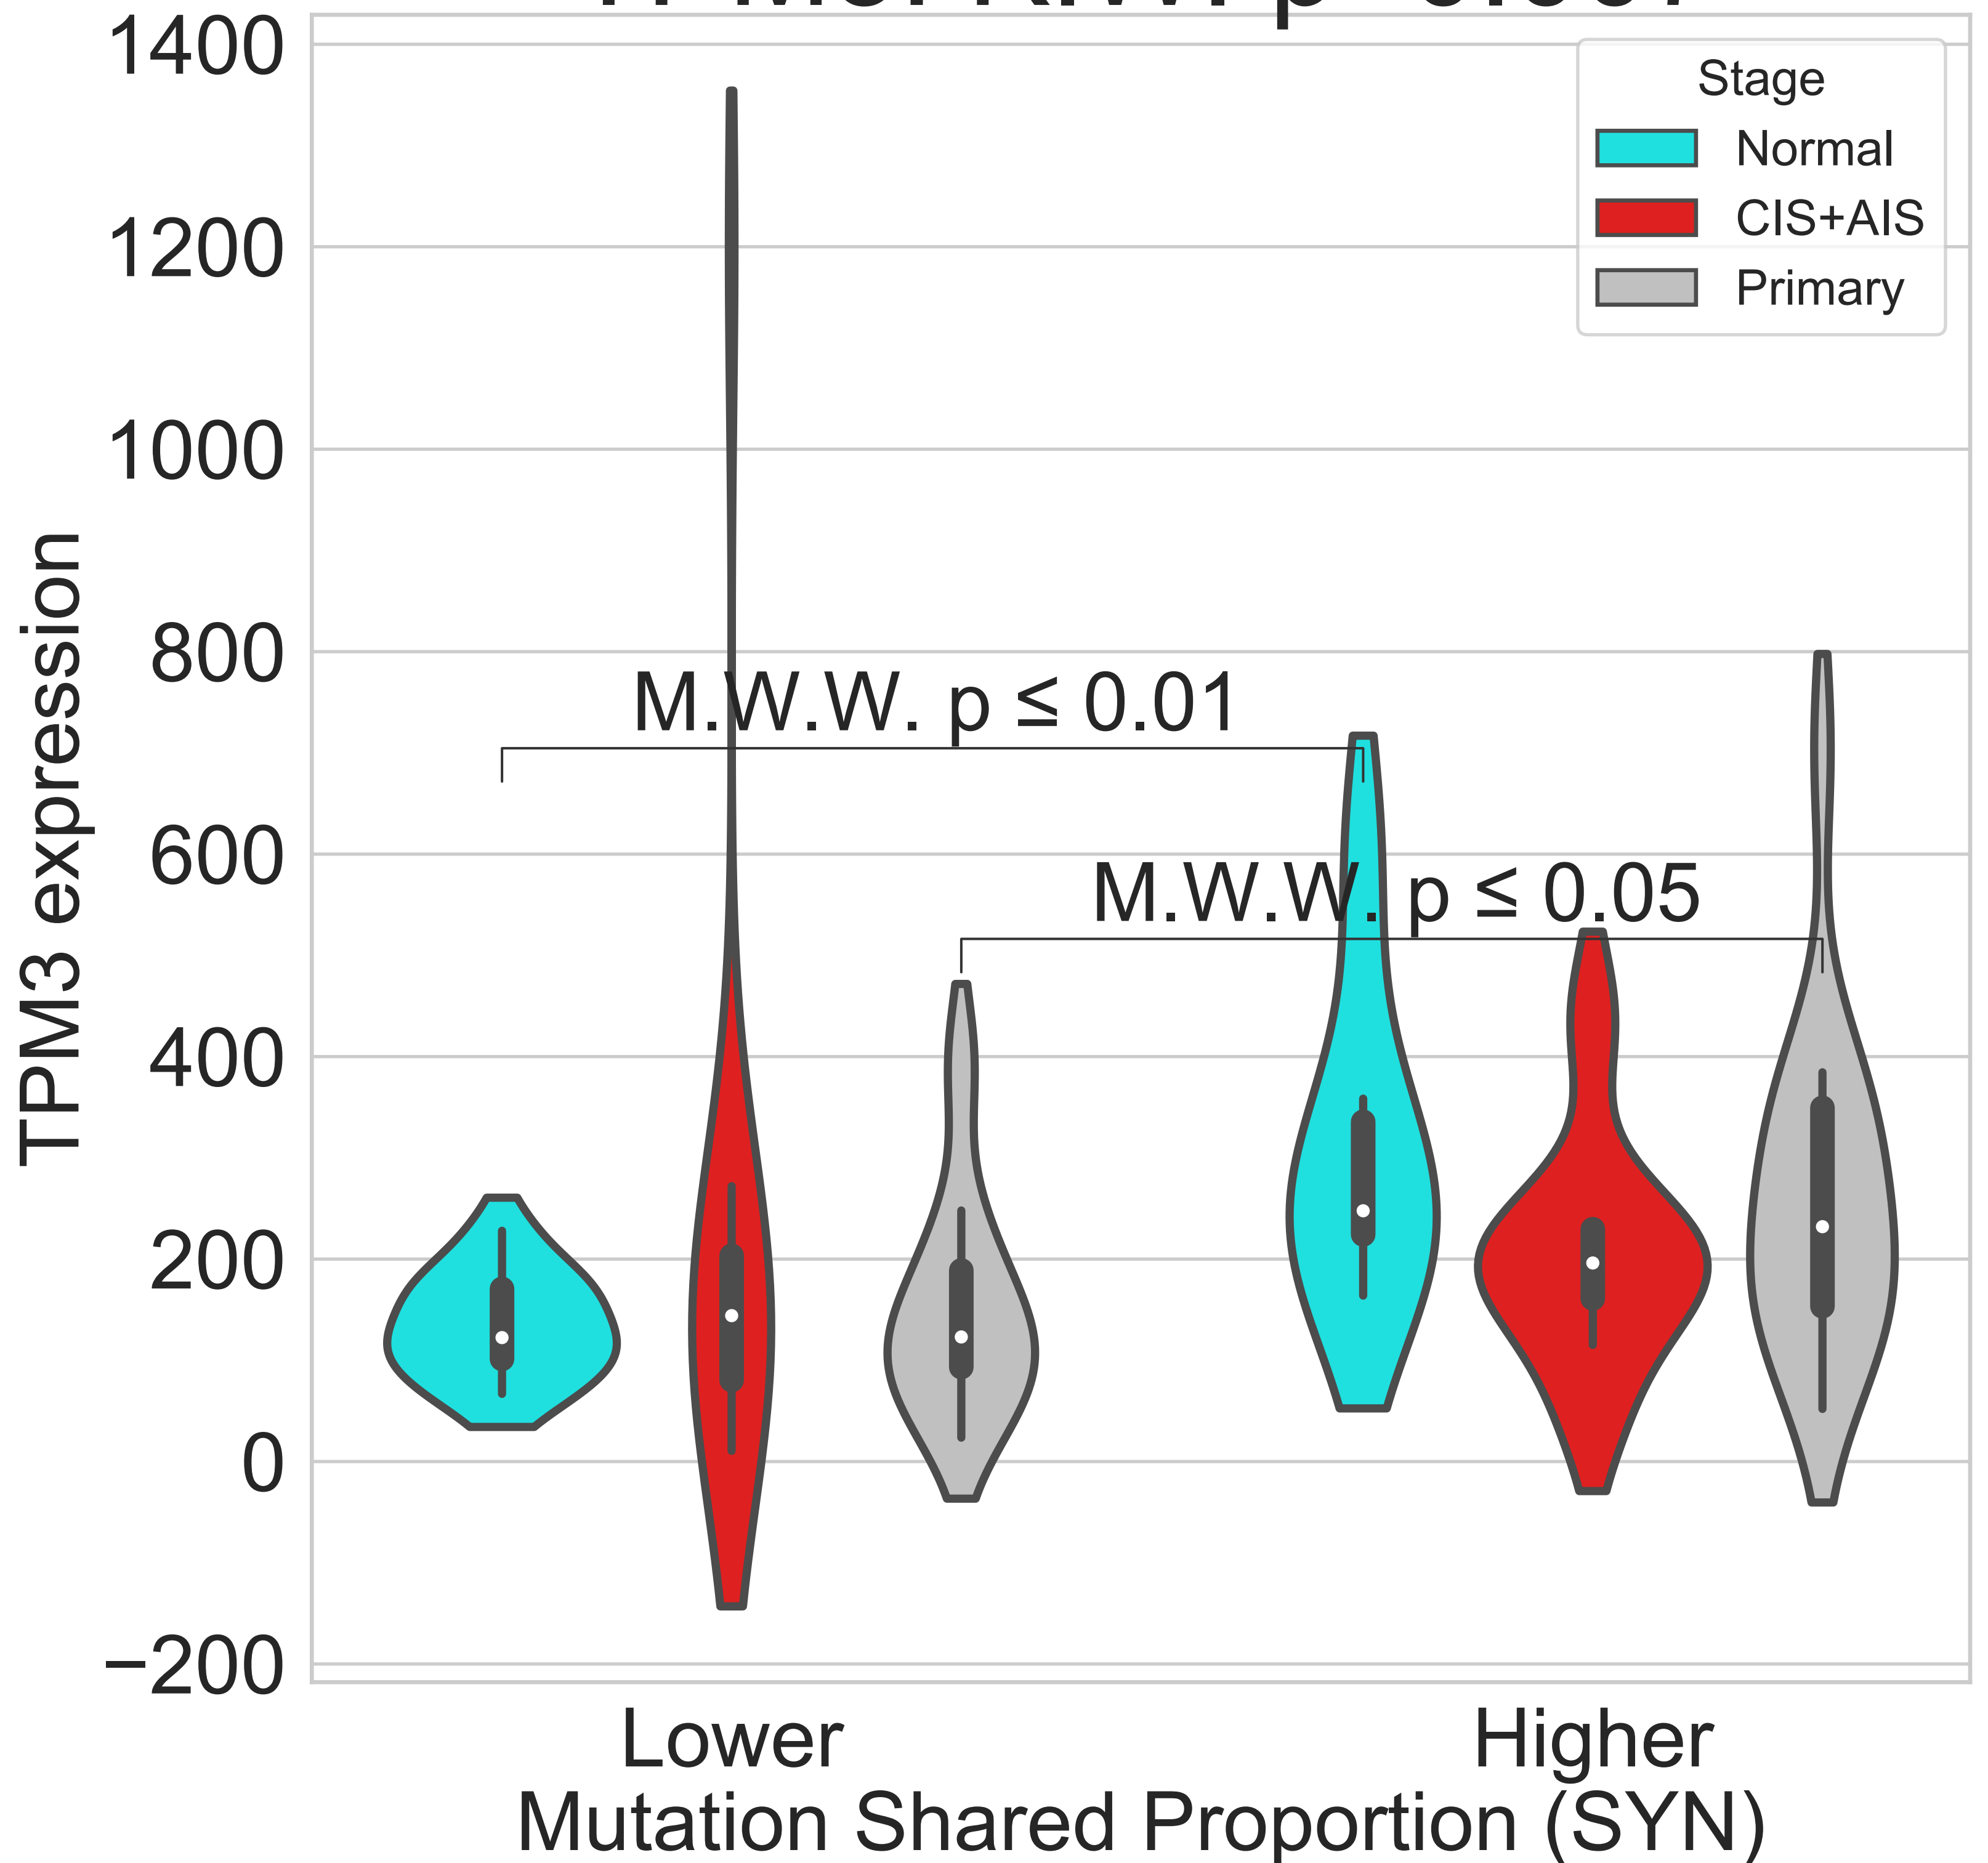 1400
1200
1000
800
600
400
200
0
−200
TPM3 expression
Stage
Normal
CIS+AIS
Primary
M.W.W. p ≤ 0.01
M.W.W. p ≤ 0.05
Lower
Higher
Mutation Shared Proportion (SYN)